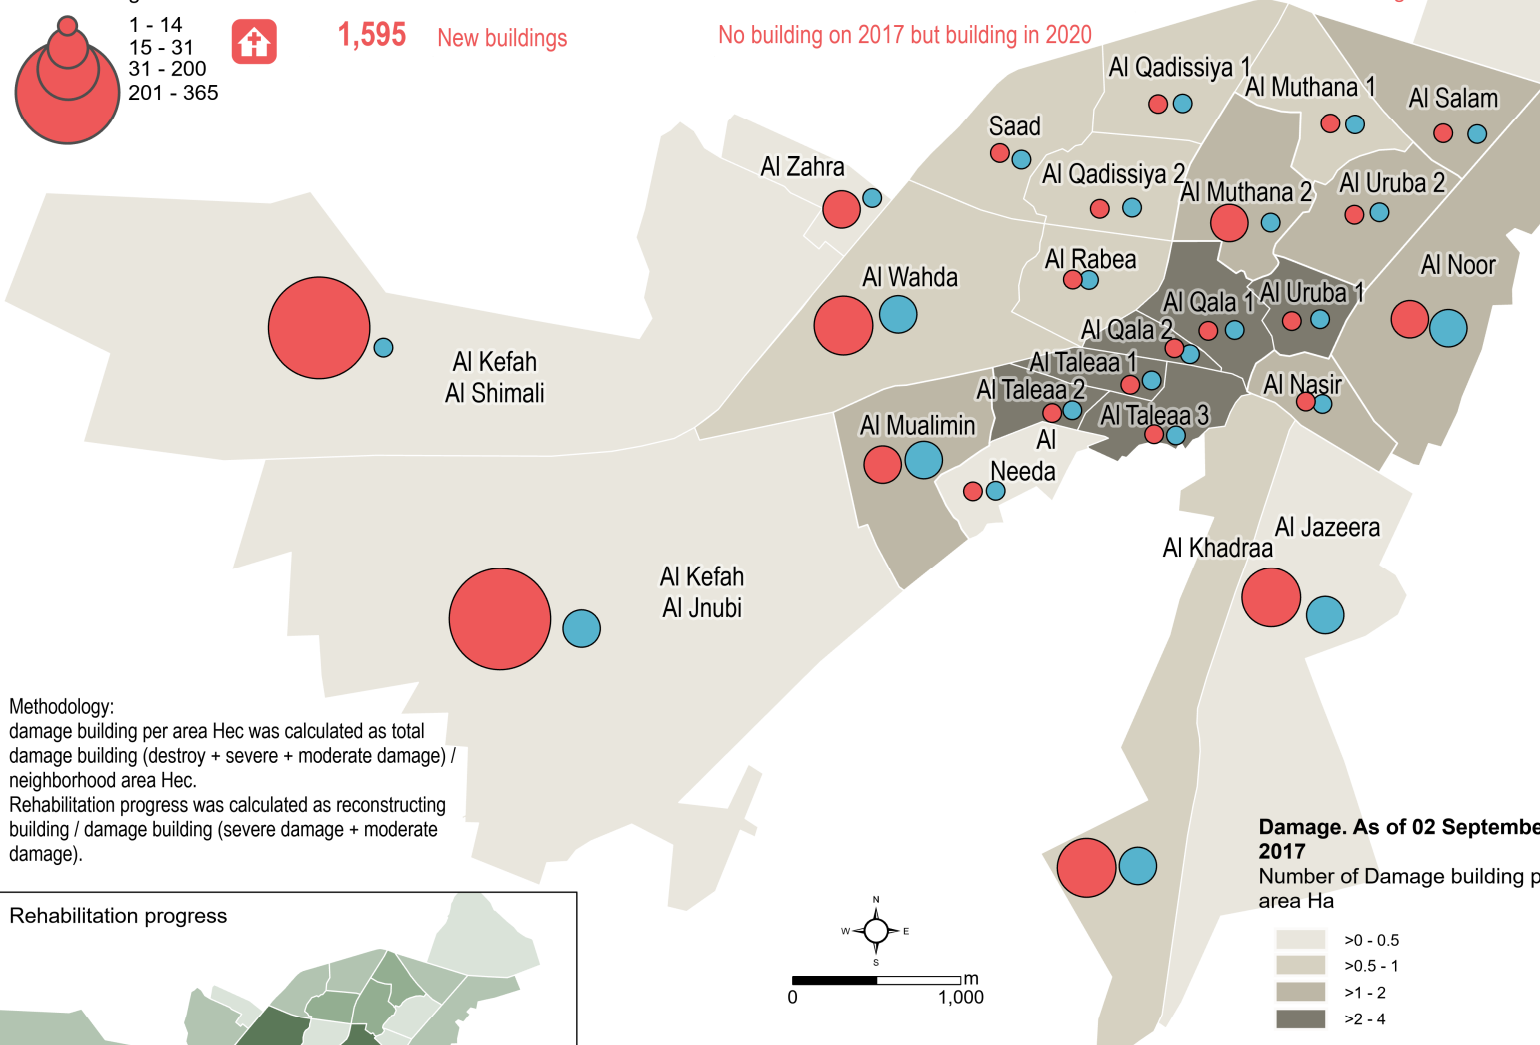 1 - 14
15 - 31
31 - 200
201 - 365
1,595 New buildings
No building on 2017 but building in 2020
Al Qadissiya 1
Al Muthana 1
Al Salam
Saad
Al Zahra
Al Qadissiya 2
Al Muthana 2
Al Uruba 2
Al Wahda
Al Rabea
Al Noor
Al Qala 1
Al Uruba 1
Al Qala 2
Al Kefah
Al Shimali
Al Taleaa 1
Al Taleaa 2
Al Nasir
Al Mualimin
Al Taleaa 3
Al
Needa
Al Jazeera
Al Khadraa
Al Kefah
Al Jnubi
Methodology:
damage building per area Hec was calculated as total
damage building (destroy + severe + moderate damage) /
neighborhood area Hec.
Rehabilitation progress was calculated as reconstructing
building / damage building (severe damage + moderate
damage).
Rehabilitation progress
N
W E
S
m
0 1,000
Damage. As of 02 Septembe
2017
Number of Damage building p
area Ha
>0 - 0.5
>0.5 - 1
>1 - 2
>2 - 4